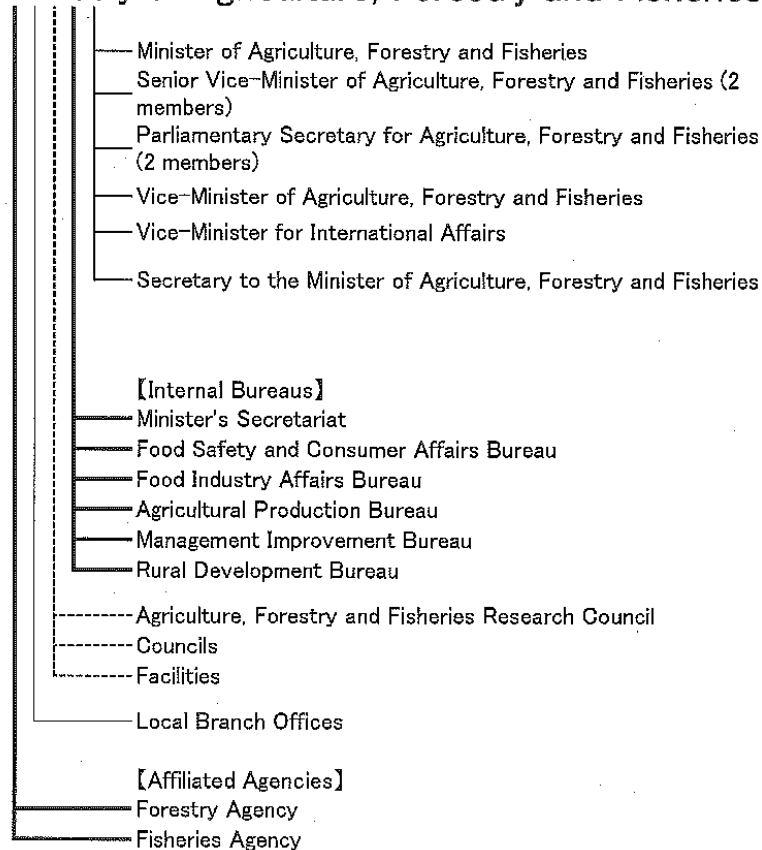 Agriculture, Forestry and Fisheries
Minister of Agriculture, Forestry and Fisheries
Senior Vice-Minister of Agriculture, Forestry and Fisheries (2
members)
Parliamentary Secretary for Agriculture, Forestry and Fisheries
(2 members)
Vice-Minister of Agriculture, Forestry and Fisheries
Vice-Minister for International Affairs
Secretary to the Minister of Agriculture, Forestry and Fisheries
【Internal Bureaus】
Minister's Secretariat
Food Safety and Consumer Affairs Bureau
Food Industry Affairs Bureau
Agricultural Production Bureau
Management Improvement Bureau
Rural Development Bureau
Agriculture, Forestry and Fisheries Research Council
Councils
Facilities
Local Branch Offices
【Affiliated Agencies】
Forestry Agency
Fisheries Agency